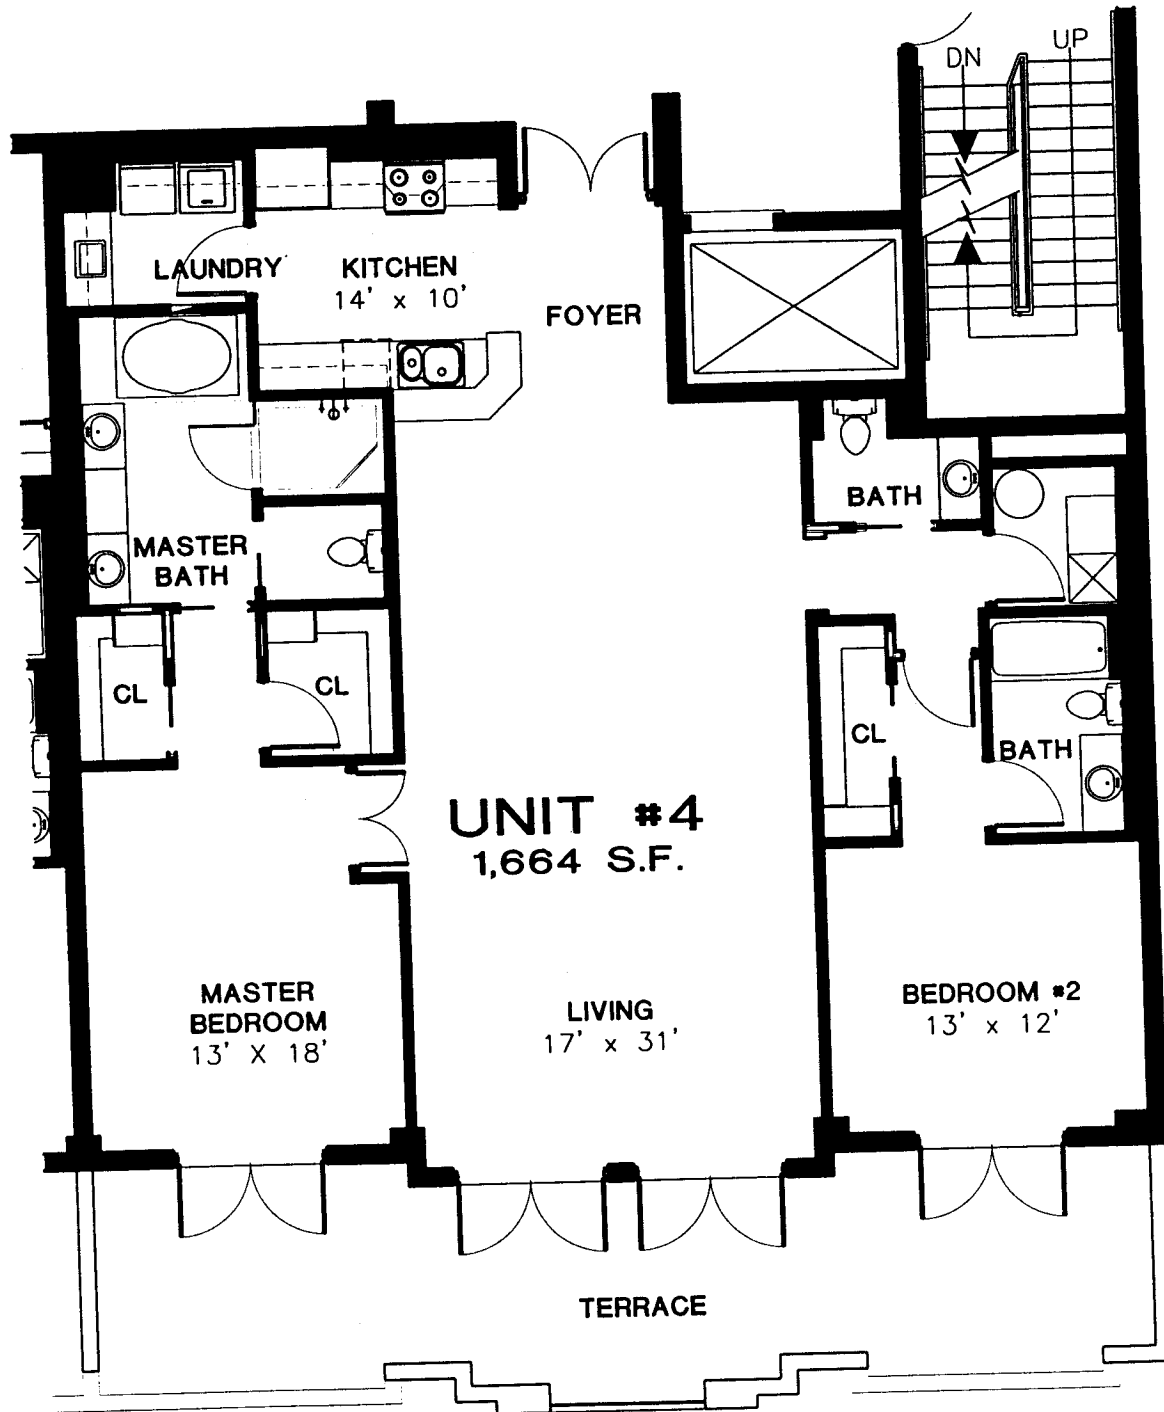 DN
UP
LAUNDRY
KITCHEN
14' x 10'
FOYER
BATH
MASTER
BATH
CL
CL
CL
BATH
UNIT #4
1,664 S.F.
MASTER
BEDROOM
13' X 18'
LIVING
17' x 31'
BEDROOM #2
13' x 12'
TERRACE